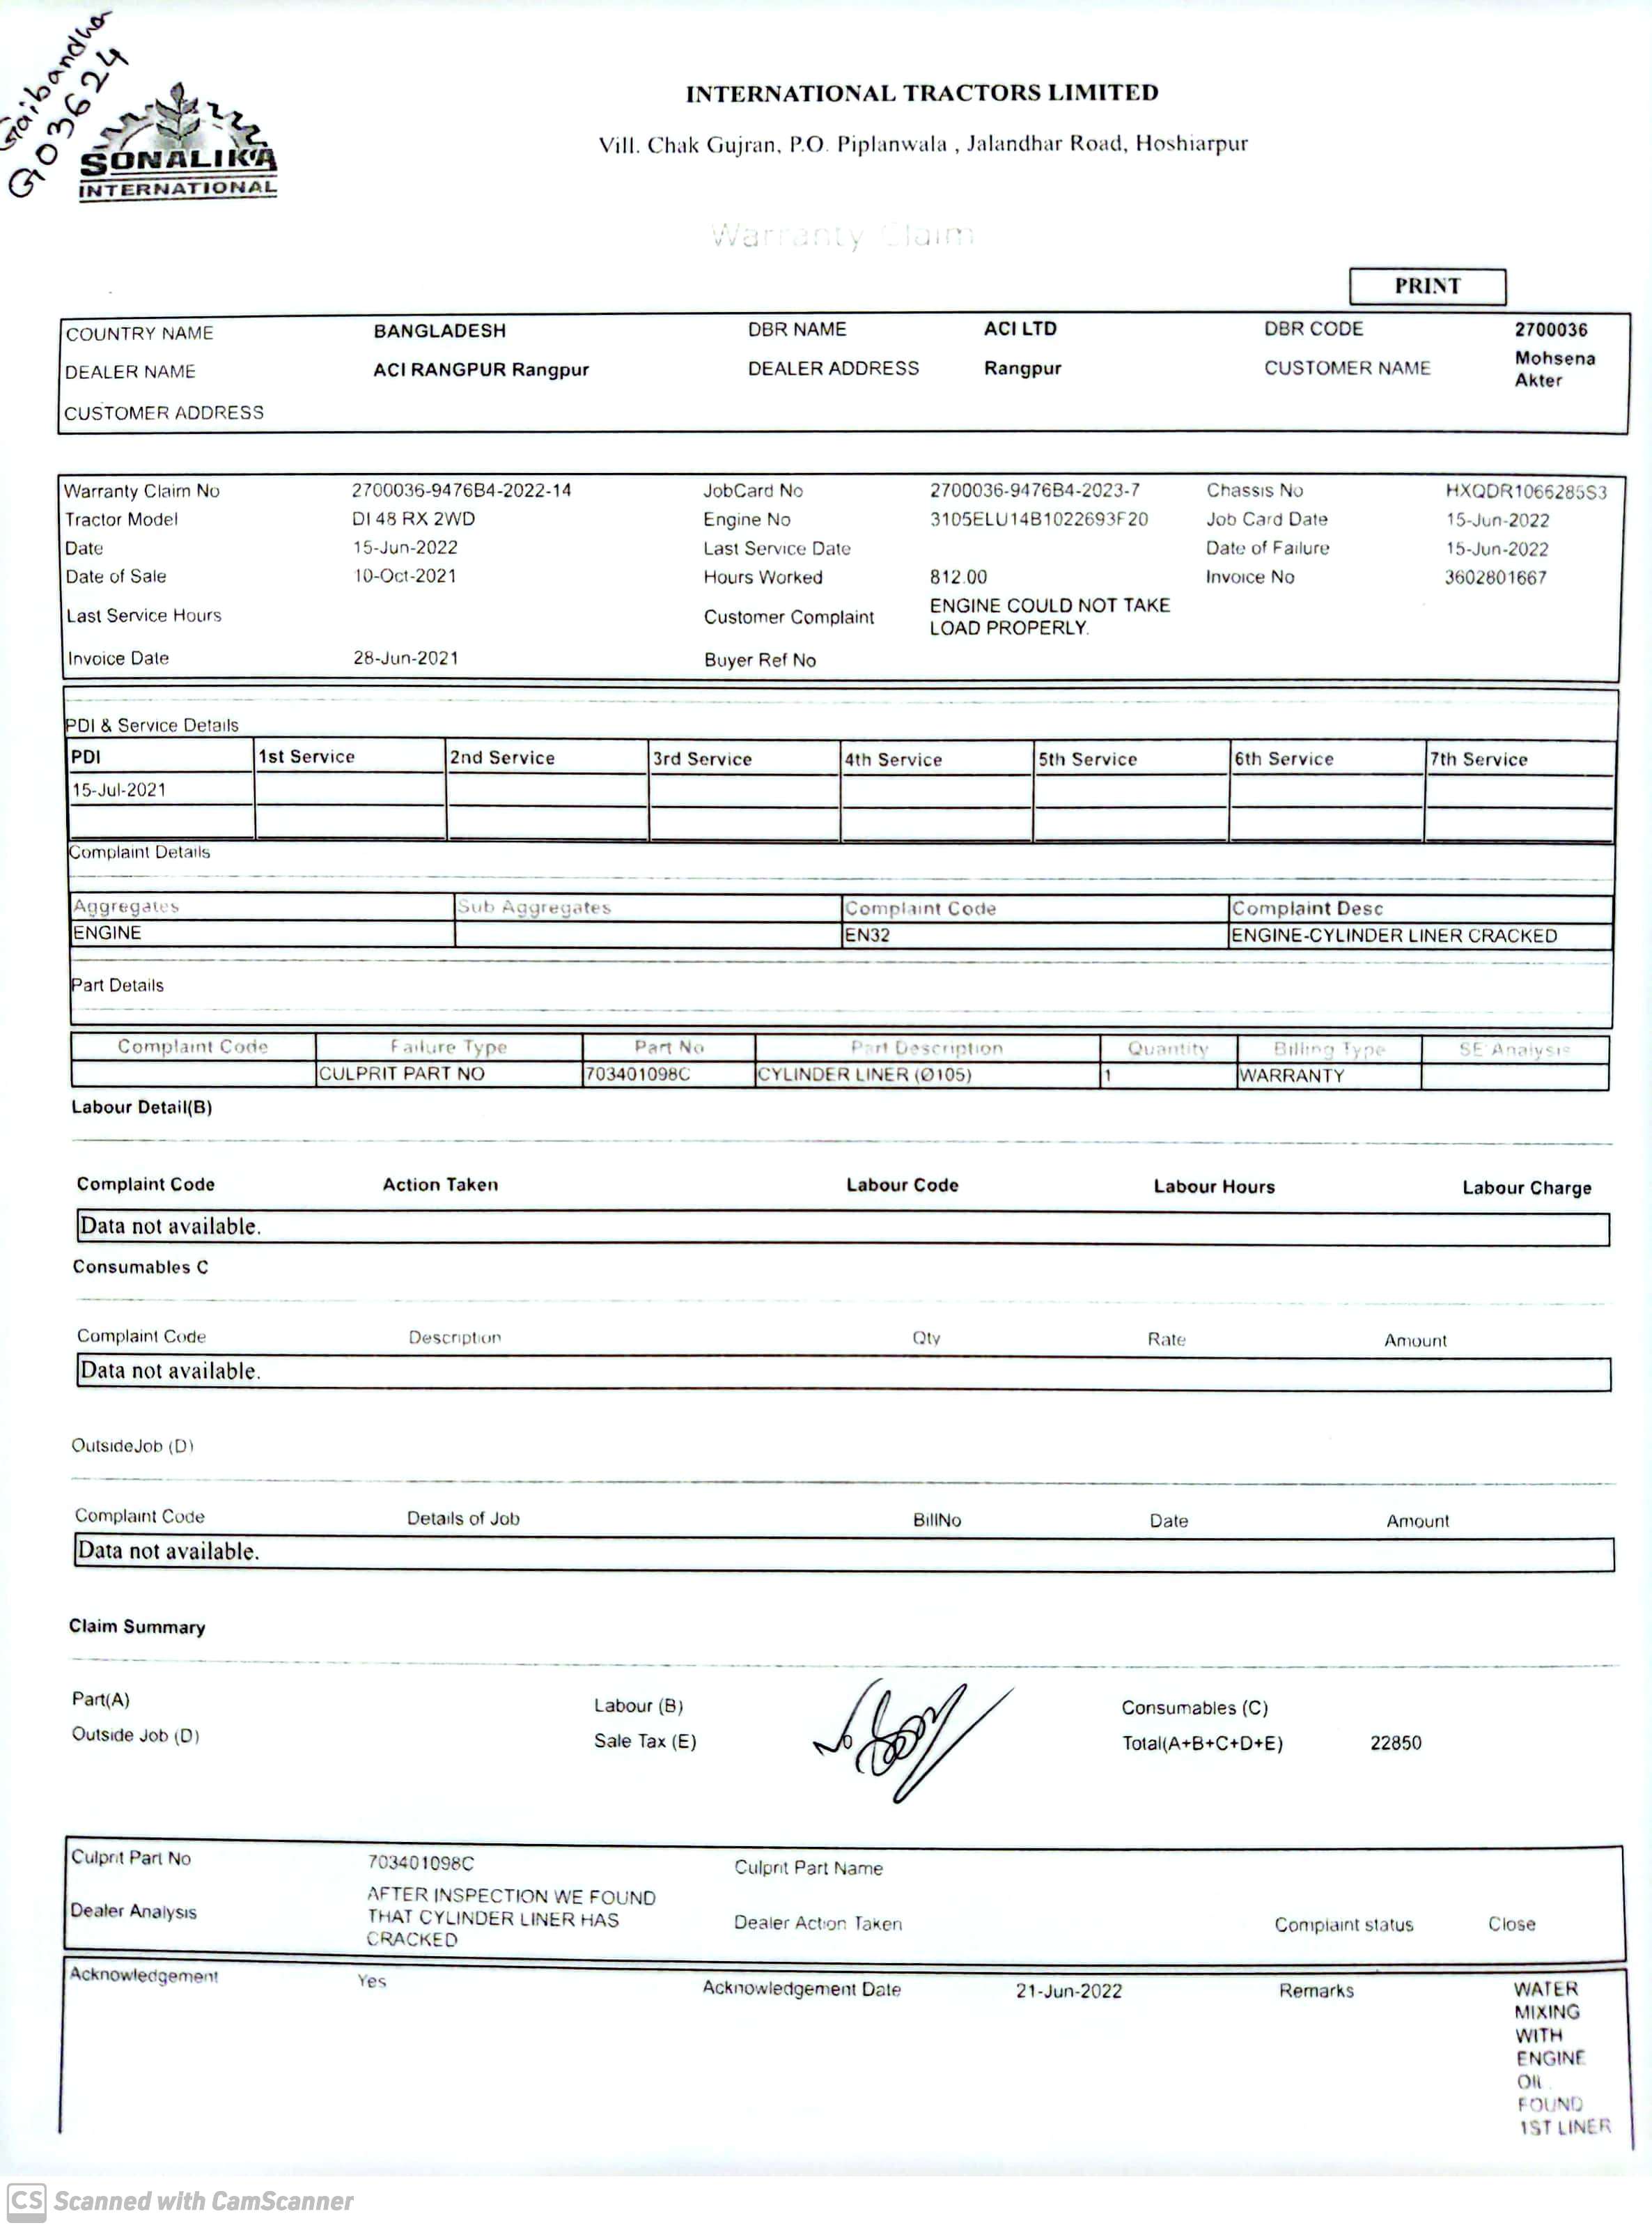 Gaibandha
G03624
SONALIKA
INTERNATIONAL
INTERNATIONAL TRACTORS LIMITED
Vill. Chak Gujran, P.O. Piplanwala , Jalandhar Road, Hoshiarpur
Warranty Claim
PRINT
COUNTRY NAME BANGLADESH DBR NAME ACI LTD DBR CODE 2700036
DEALER NAME ACI RANGPUR Rangpur DEALER ADDRESS Rangpur CUSTOMER NAME Mohsena
Akter
CUSTOMER ADDRESS
Warranty Claim No 2700036-9476B4-2022-14 JobCard No 2700036-9476B4-2023-7 Chassis No HXQDR1066285S3
Tractor Model DI 48 RX 2WD Engine No 3105ELU14B1022693F20 Job Card Date 15-Jun-2022
Date 15-Jun-2022 Last Service Date Date of Failure 15-Jun-2022
Date of Sale 10-Oct-2021 Hours Worked 812.00 Invoice No 3602801667
Last Service Hours Customer Complaint ENGINE COULD NOT TAKE
LOAD PROPERLY.
Invoice Date 28-Jun-2021 Buyer Ref No
PDI & Service Details
PDI 1st Service 2nd Service 3rd Service 4th Service 5th Service 6th Service 7th Service
15-Jul-2021
Complaint Details
Aggregates Sub Aggregates Complaint Code Complaint Desc
ENGINE EN32 ENGINE-CYLINDER LINER CRACKED
Part Details
Complaint Code Failure Type Part No Part Description Quantity Billing Type SE Analysis
CULPRIT PART NO 703401098C CYLINDER LINER (Ø105) 1 WARRANTY
Labour Detail(B)
Complaint Code Action Taken Labour Code Labour Hours Labour Charge
Data not available.
Consumables C
Complaint Code Description Qty Rate Amount
Data not available.
OutsideJob (D)
Complaint Code Details of Job BillNo Date Amount
Data not available.
Claim Summary
Part(A) Labour (B) Consumables (C)
Outside Job (D) Sale Tax (E) Total(A+B+C+D+E) 22850
Culprit Part No 703401098C Culprit Part Name
Dealer Analysis AFTER INSPECTION WE FOUND
THAT CYLINDER LINER HAS
CRACKED Dealer Action Taken Complaint status Close
Acknowledgement Yes Acknowledgement Date 21-Jun-2022 Remarks WATER
MIXING
WITH
ENGINE
OIL
FOUND
1ST LINER
CS Scanned with CamScanner